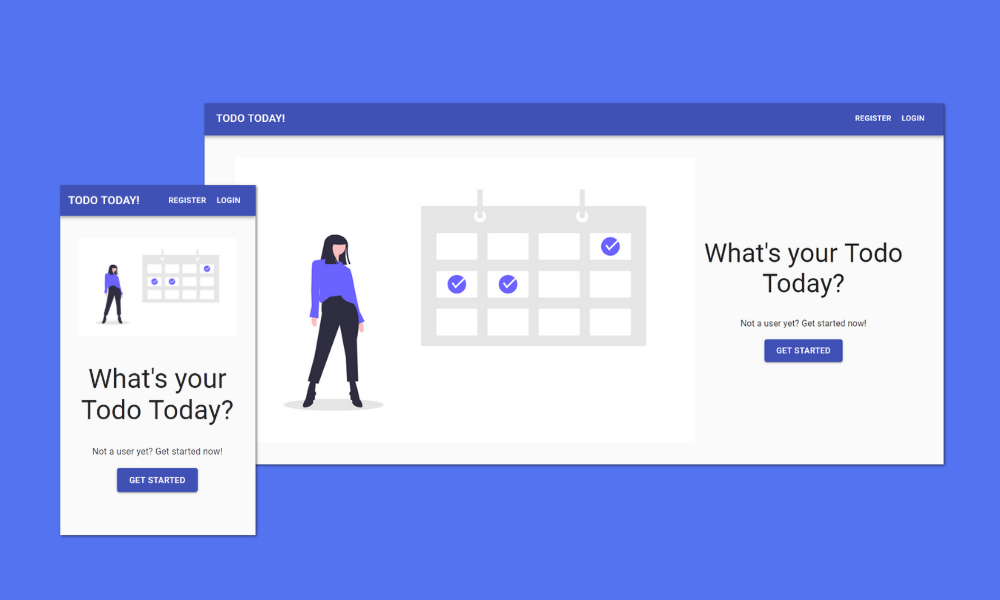 TODO TODAY!
REGISTER
LOGIN
What's your Todo
Today?
Not a user yet? Get started now!
GET STARTED
TODO TODAY!
REGISTER
LOGIN
What's your
Todo Today?
Not a user yet? Get started now!
GET STARTED